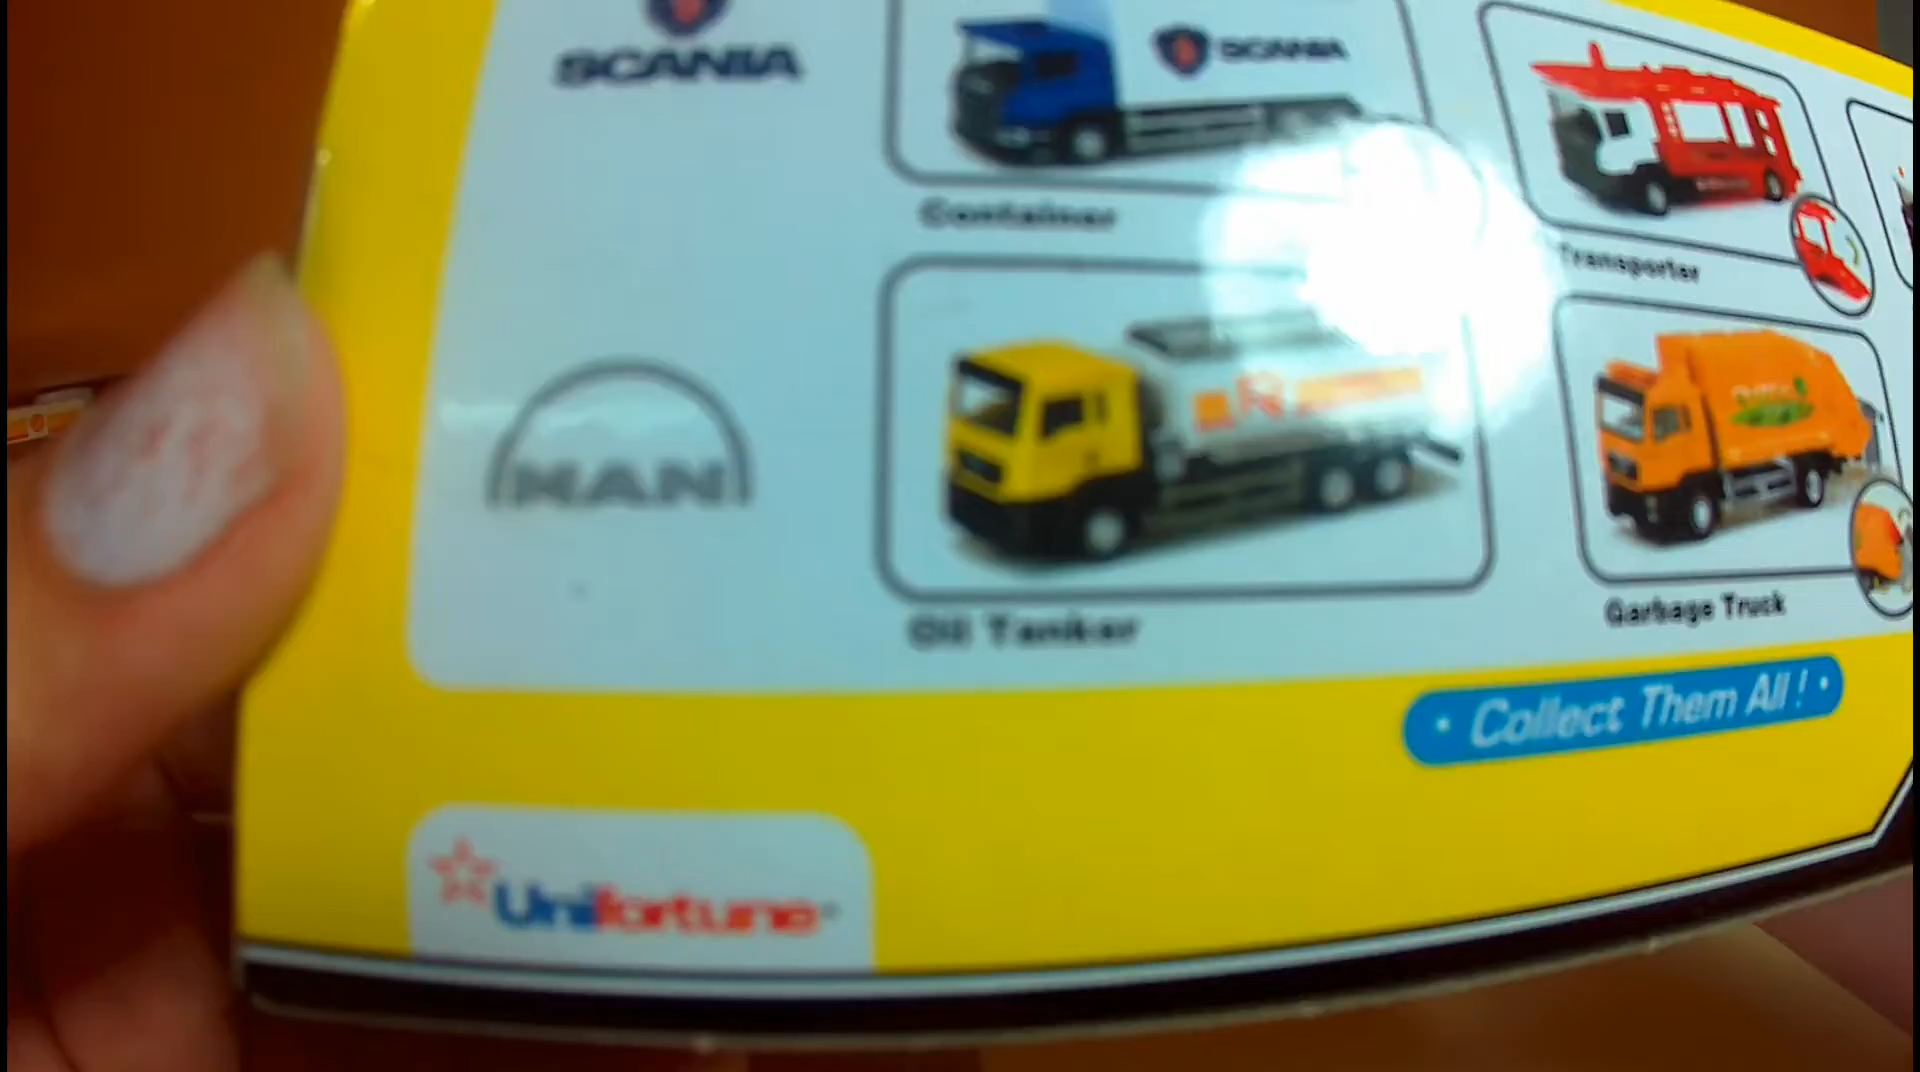 SCANIA
SCANIA
Container
Transporter
MAN
Oil Tanker
Garbage Truck
• Collect Them All ! •
Unifortune